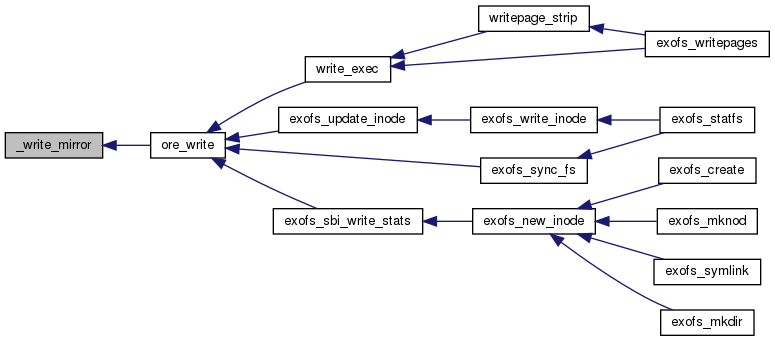 writepage_strip
exofs_writepages
write_exec
exofs_update_inode
exofs_write_inode
exofs_statfs
_write_mirror
ore_write
exofs_sync_fs
exofs_create
exofs_sbi_write_stats
exofs_new_inode
exofs_mknod
exofs_symlink
exofs_mkdir